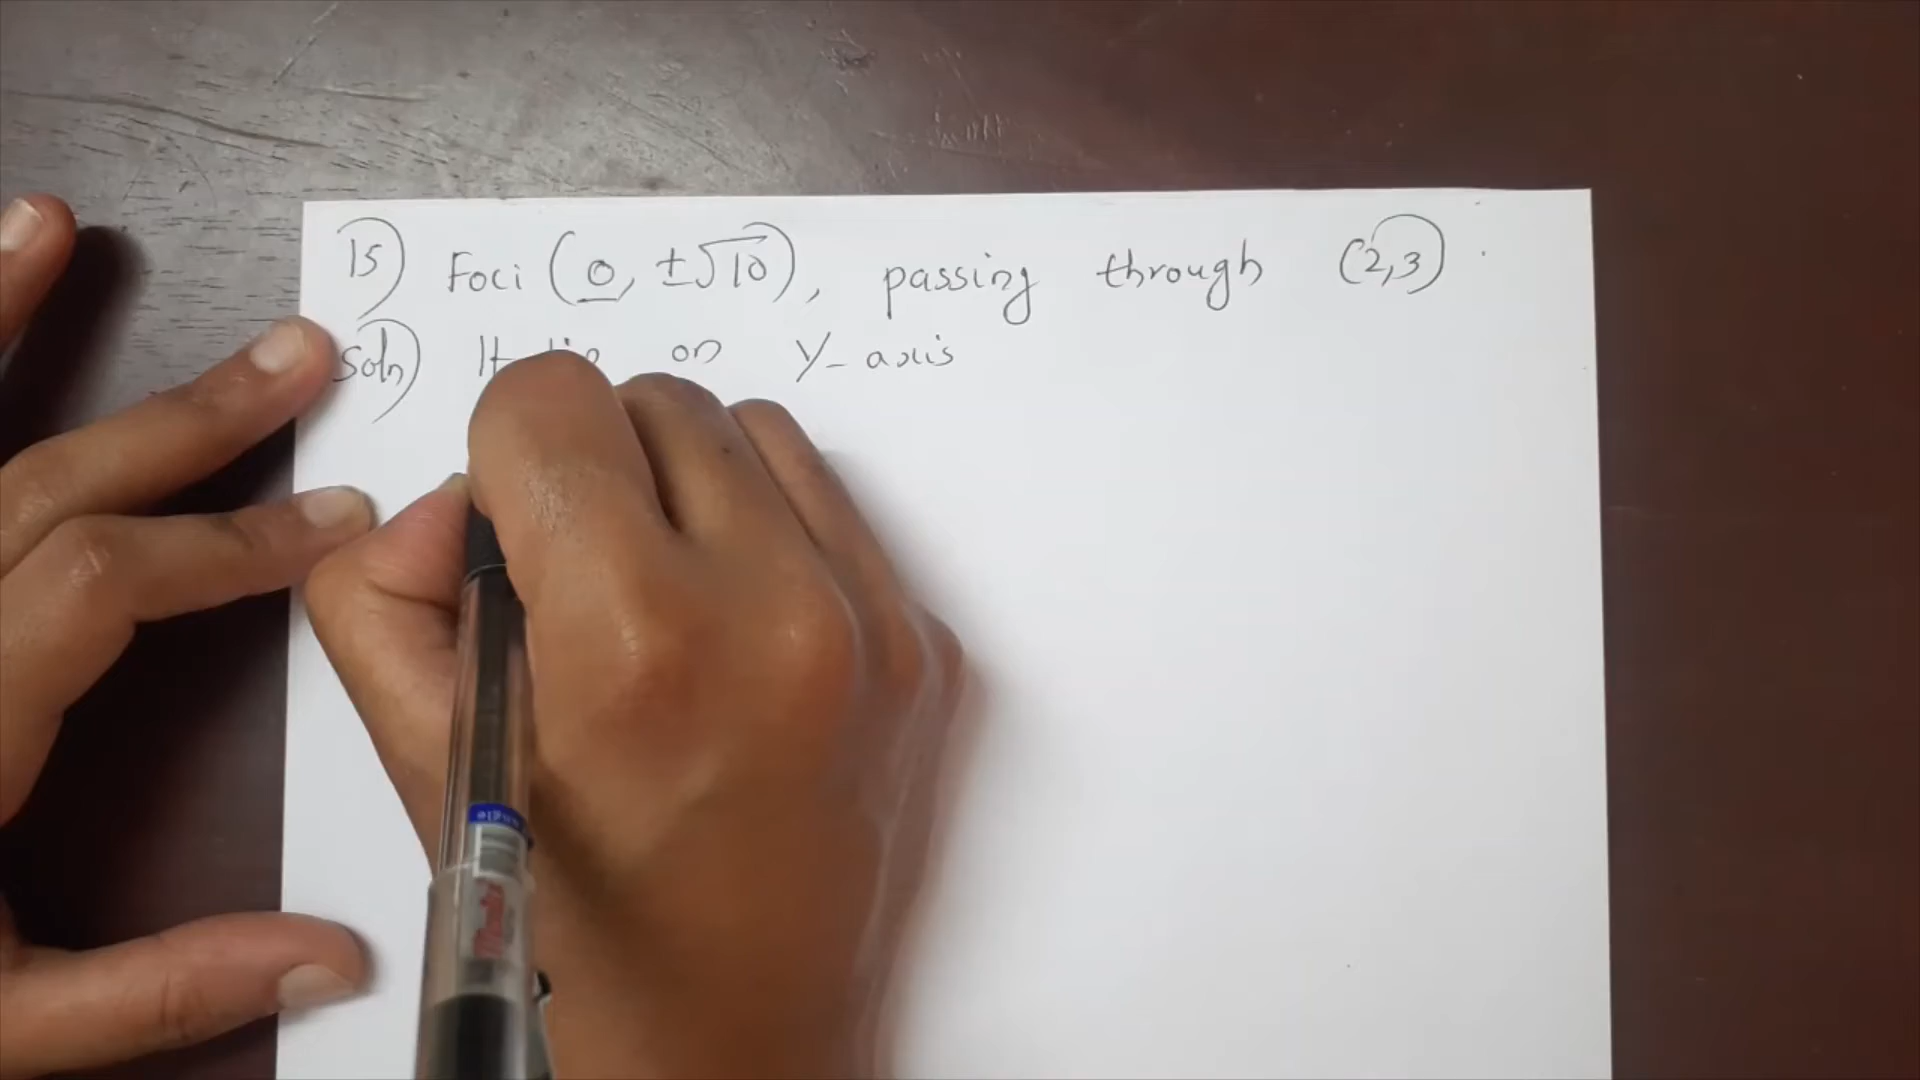 15) Foci (0, ±√10), passing through (2,3).
Soln) It on Y-axis